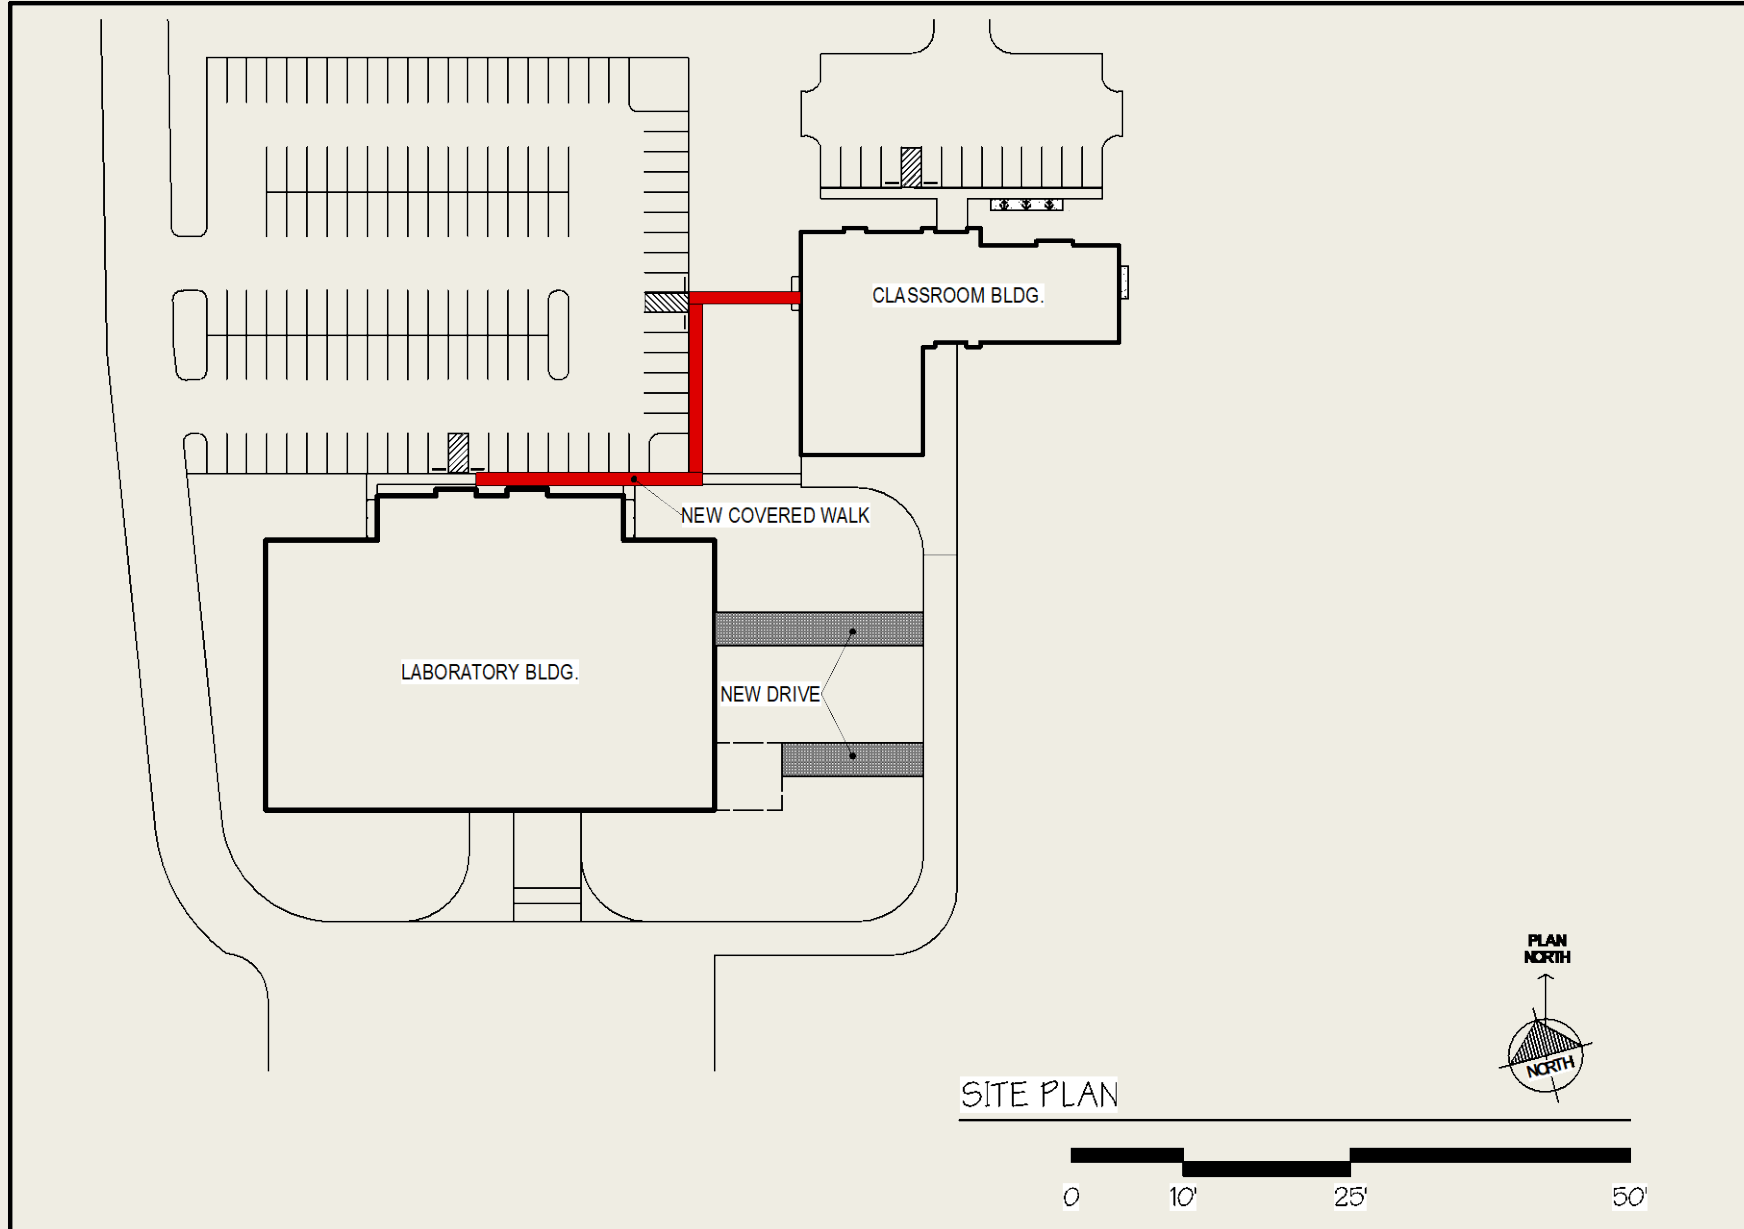 CLASSROOM BLDG.
NEW COVERED WALK
LABORATORY BLDG.
NEW DRIVE
PLAN
NORTH
NORTH
SITE PLAN
0 10' 25' 50'